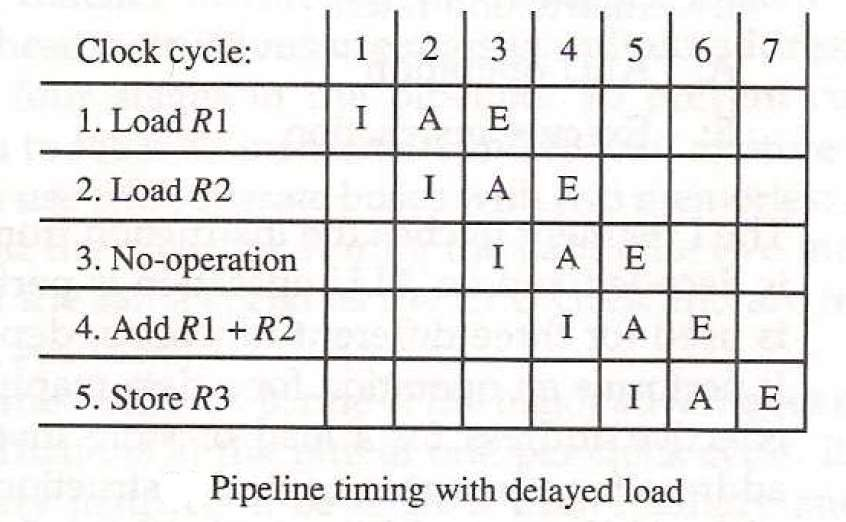 Clock cycle: 1 2 3 4 5 6 7
1. Load R1 I A E
2. Load R2 I A E
3. No-operation I A E
4. Add R1 + R2 I A E
5. Store R3 I A E
Pipeline timing with delayed load